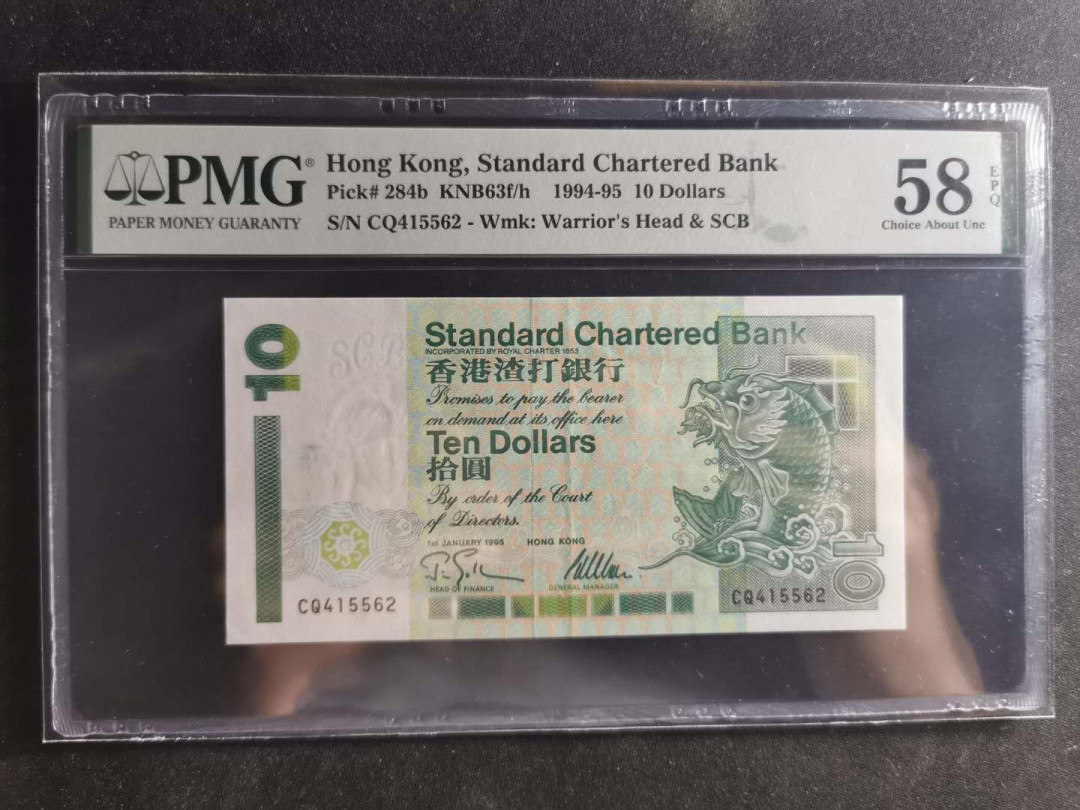 PMG®
PAPER MONEY GUARANTY
Hong Kong, Standard Chartered Bank
Pick# 284b KNB63f/h 1994-95 10 Dollars
S/N CQ415562 - Wmk: Warrior's Head & SCB
58
EPQ
Choice About Unc
10
SCB
Standard Chartered Bank
INCORPORATED BY ROYAL CHARTER 1853
香港渣打銀行
Promises to pay the bearer
on demand at its office here
Ten Dollars
拾圓
By order of the Court
of Directors.
1st JANUARY 1995 HONG KONG
HEAD OF FINANCE GENERAL MANAGER
CQ415562
CQ415562
10